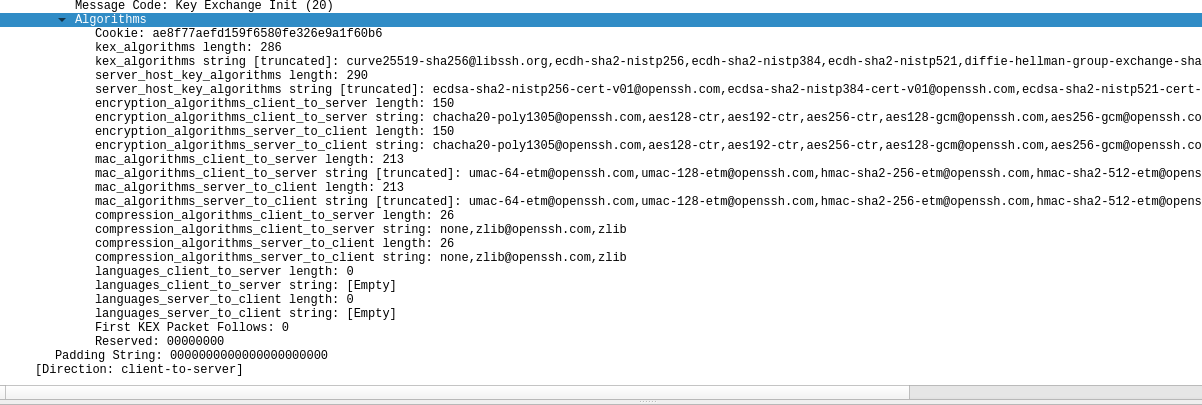 Message Code: Key Exchange Init (20)
Algorithms
Cookie: ae8f77aefd159f6580fe326e9a1f60b6
kex_algorithms length: 286
kex_algorithms string [truncated]: curve25519-sha256@libssh.org,ecdh-sha2-nistp256,ecdh-sha2-nistp384,ecdh-sha2-nistp521,diffie-hellman-group-exchange-sha
server_host_key_algorithms length: 290
server_host_key_algorithms string [truncated]: ecdsa-sha2-nistp256-cert-v01@openssh.com,ecdsa-sha2-nistp384-cert-v01@openssh.com,ecdsa-sha2-nistp521-cert-
encryption_algorithms_client_to_server length: 150
encryption_algorithms_client_to_server string: chacha20-poly1305@openssh.com,aes128-ctr,aes192-ctr,aes256-ctr,aes128-gcm@openssh.com,aes256-gcm@openssh.co
encryption_algorithms_server_to_client length: 150
encryption_algorithms_server_to_client string: chacha20-poly1305@openssh.com,aes128-ctr,aes192-ctr,aes256-ctr,aes128-gcm@openssh.com,aes256-gcm@openssh.co
mac_algorithms_client_to_server length: 213
mac_algorithms_client_to_server string [truncated]: umac-64-etm@openssh.com,umac-128-etm@openssh.com,hmac-sha2-256-etm@openssh.com,hmac-sha2-512-etm@opens
mac_algorithms_server_to_client length: 213
mac_algorithms_server_to_client string [truncated]: umac-64-etm@openssh.com,umac-128-etm@openssh.com,hmac-sha2-256-etm@openssh.com,hmac-sha2-512-etm@opens
compression_algorithms_client_to_server length: 26
compression_algorithms_client_to_server string: none,zlib@openssh.com,zlib
compression_algorithms_server_to_client length: 26
compression_algorithms_server_to_client string: none,zlib@openssh.com,zlib
languages_client_to_server length: 0
languages_client_to_server string: [Empty]
languages_server_to_client length: 0
languages_server_to_client string: [Empty]
First KEX Packet Follows: 0
Reserved: 00000000
Padding String: 0000000000000000000000
[Direction: client-to-server]